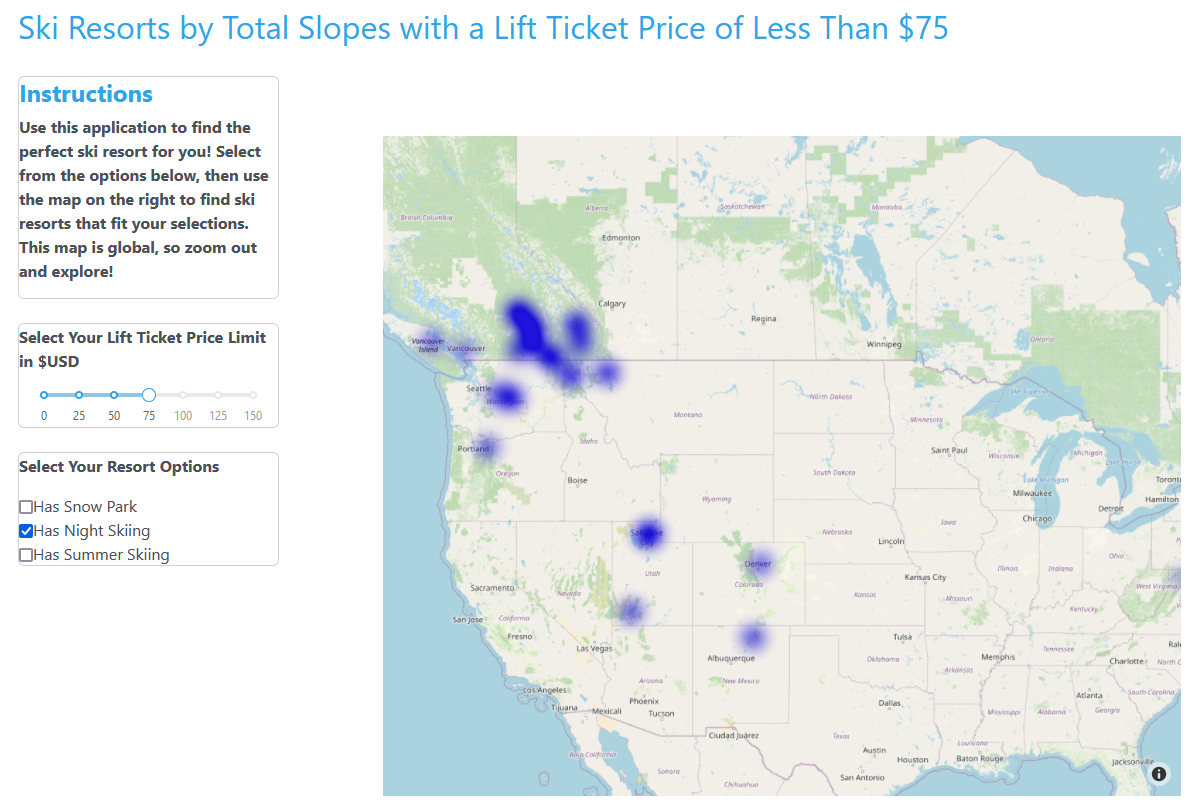 Ski Resorts by Total Slopes with a Lift Ticket Price of Less Than $75
Instructions
Use this application to find the
perfect ski resort for you! Select
from the options below, then use
the map on the right to find ski
resorts that fit your selections.
This map is global, so zoom out
and explore!
Select Your Lift Ticket Price Limit
in $USD
0 25 50 75 100 125 150
Select Your Resort Options
Has Snow Park
Has Night Skiing
Has Summer Skiing
British Columbia
Alberta
Saskatchewan
Manitoba
Edmonton
Calgary
Regina
Winnipeg
Ontario
Vancouver
Island
Vancouver
Seattle
Montana
North Dakota
Minnesota
Lake Superior
Portland
Oregon
Idaho
Boise
South Dakota
Saint Paul
Wisconsin
Michigan
Lake Huron
Lake Michigan
Toronto
Hamilton
Milwaukee
Detroit
Chicago
Wyoming
Nebraska
Iowa
Lincoln
Utah
Denver
Colorado
Kansas City
Illinois
Indiana
Ohio
West Virginia
Sacramento
Nevada
Kansas
Missouri
Kentucky
San Jose
California
Fresno
Las Vegas
Albuquerque
Tulsa
Memphis
Tennessee
Charlotte
North C
Ral
Los Angeles
Arizona
New Mexico
Oklahoma
Arkansas
Phoenix
Tucson
Tijuana
Mexicali
Dallas
Mississippi
Alabama
Georgia
Atlanta
South Carolina
Ciudad Juárez
Texas
Louisiana
Baja California
Sonora
Chihuahua
Austin
Houston
San Antonio
Baton Rouge
Jacksonville